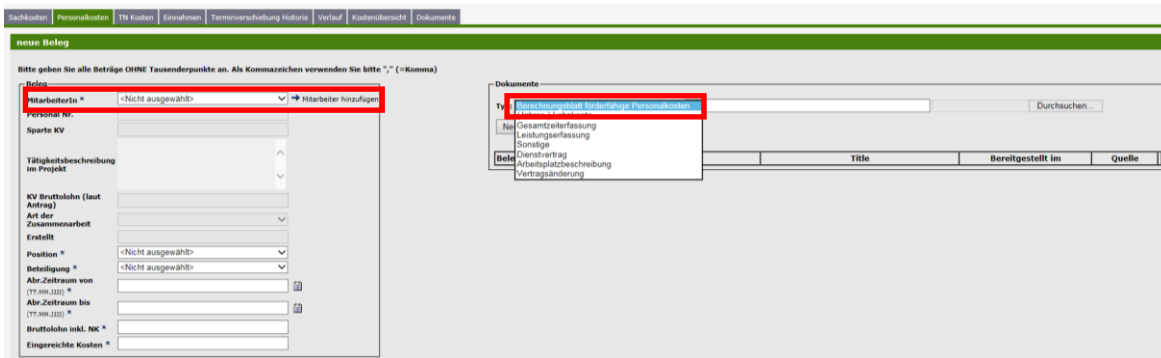 Sachkosten Personalkosten TN Kosten Einnahmen Terminverschiebung Historie Verlauf Kostenübersicht Dokumente
neue Beleg
Bitte geben Sie alle Beträge OHNE Tausenderpunkte an. Als Kommazeichen verwenden Sie bitte "," (=Komma)
Beleg
MitarbeiterIn * <Nicht ausgewählt> Mitarbeiter hinzufügen
Personal Nr.
Sparte KV
Tätigkeitsbeschreibung
im Projekt
KV Bruttolohn (laut
Antrag)
Art der
Zusammenarbeit
Erstellt
Position * <Nicht ausgewählt>
Beteiligung * <Nicht ausgewählt>
Abr.Zeitraum von
(TT.MM.JJJJ) *
Abr.Zeitraum bis
(TT.MM.JJJJ) *
Bruttolohn inkl. NK *
Eingereichte Kosten *
Dokumente
Typ: Berechnungsblatt förderfähige Personalkosten Durchsuchen...
Gesamtzeiterfassung
Leistungserfassung
Sonstige
Dienstvertrag
Arbeitsplatzbeschreibung
Vertragsänderung
Title Bereitgestellt im Quelle